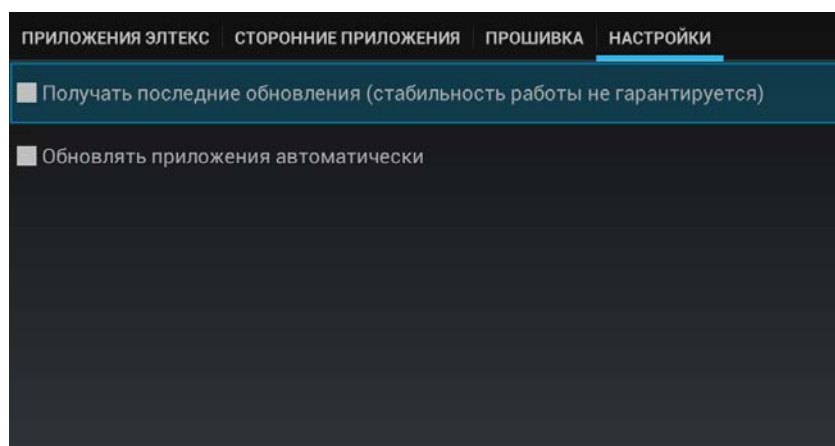 ПРИЛОЖЕНИЯ ЭЛТЕКС СТОРОННИЕ ПРИЛОЖЕНИЯ ПРОШИВКА НАСТРОЙКИ
Получать последние обновления (стабильность работы не гарантируется)
Обновлять приложения автоматически